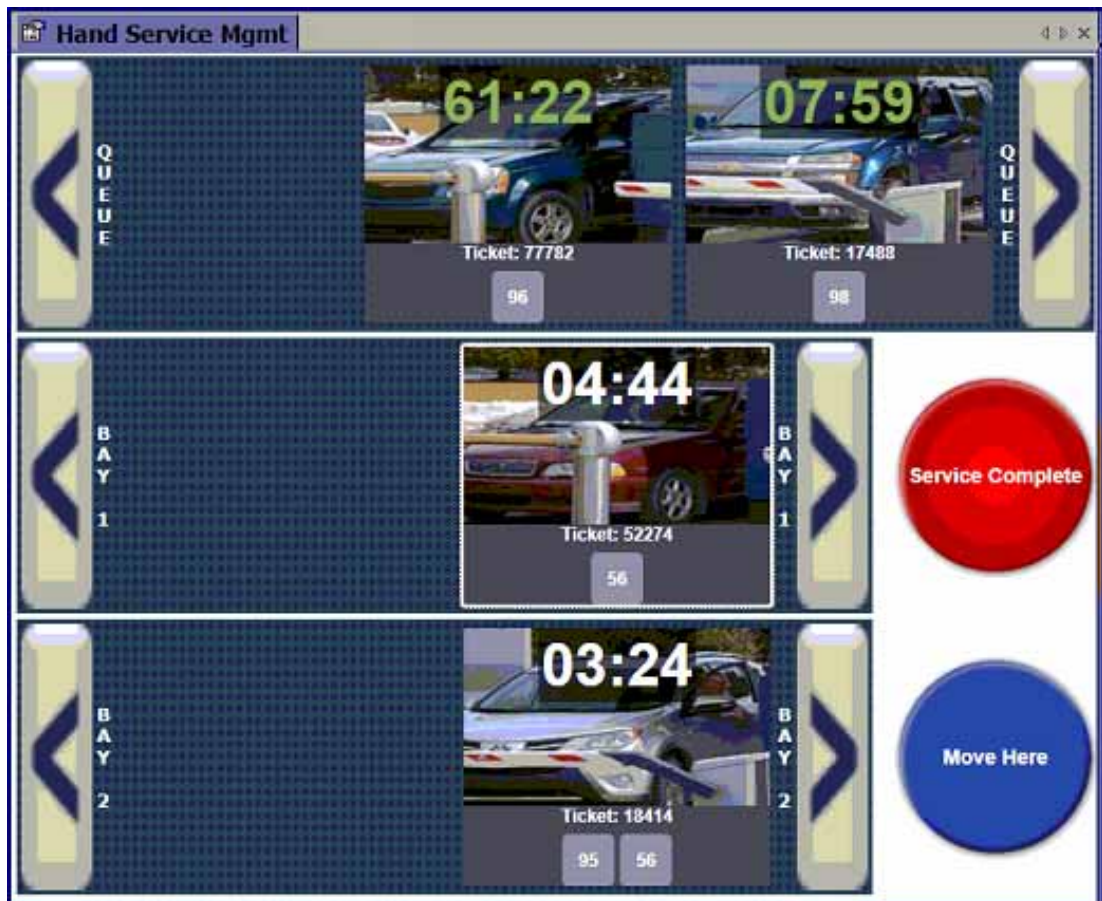 Hand Service Mgmt
QUEUE
61:22
Ticket: 77782
96
07:59
Ticket: 17488
98
QUEUE
BAY 1
04:44
Ticket: 52274
56
BAY 1
Service Complete
BAY 2
03:24
Ticket: 18414
95 56
BAY 2
Move Here